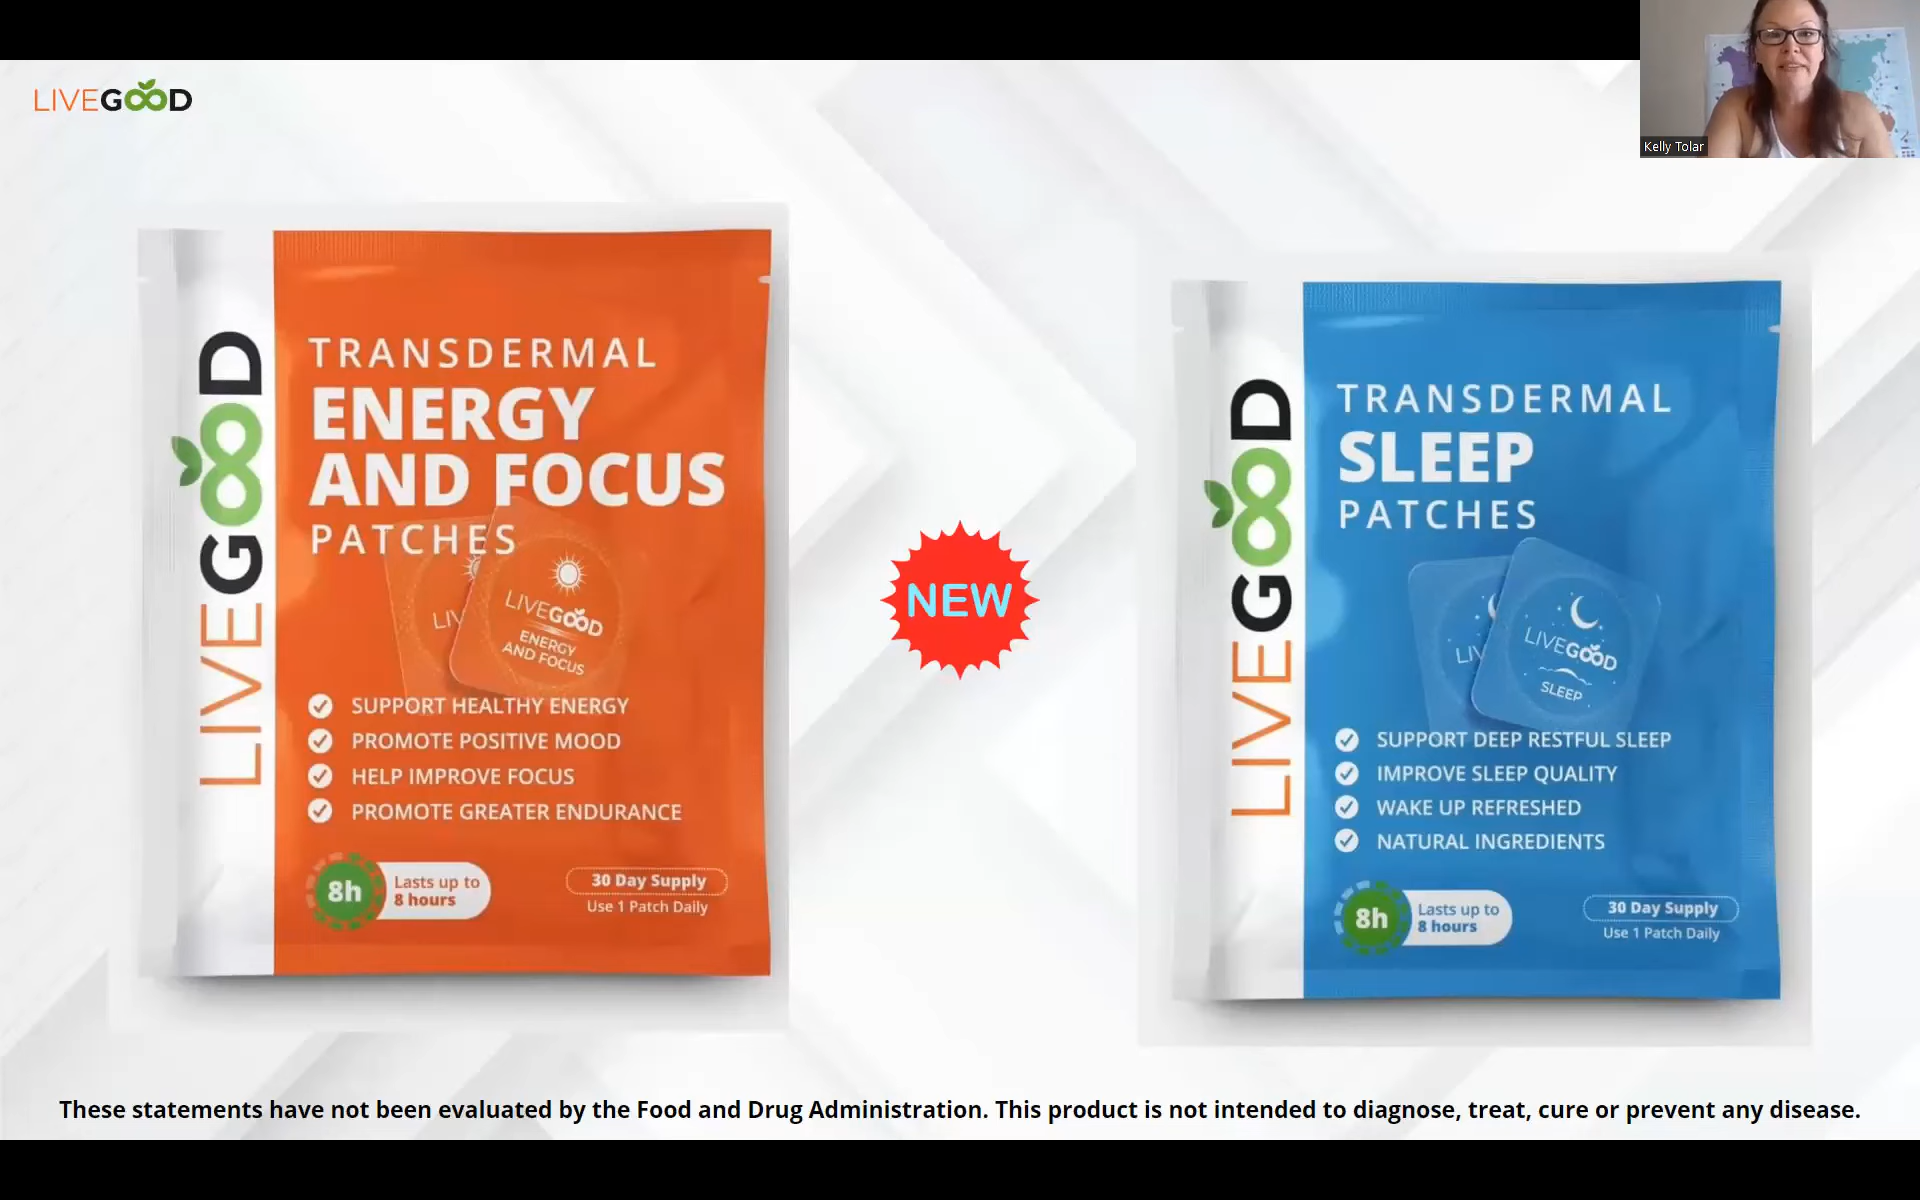 LIVEGOOD
Kelly Tolar
LIVEGOOD
TRANSDERMAL
ENERGY
AND FOCUS
PATCHES
LIV
LIVEGOOD
ENERGY
AND FOCUS
SUPPORT HEALTHY ENERGY
PROMOTE POSITIVE MOOD
HELP IMPROVE FOCUS
PROMOTE GREATER ENDURANCE
8h
Lasts up to
8 hours
30 Day Supply
Use 1 Patch Daily
NEW
LIVEGOOD
TRANSDERMAL
SLEEP
PATCHES
LIV
LIVEGOOD
SLEEP
SUPPORT DEEP RESTFUL SLEEP
IMPROVE SLEEP QUALITY
WAKE UP REFRESHED
NATURAL INGREDIENTS
8h
Lasts up to
8 hours
30 Day Supply
Use 1 Patch Daily
These statements have not been evaluated by the Food and Drug Administration. This product is not intended to diagnose, treat, cure or prevent any disease.